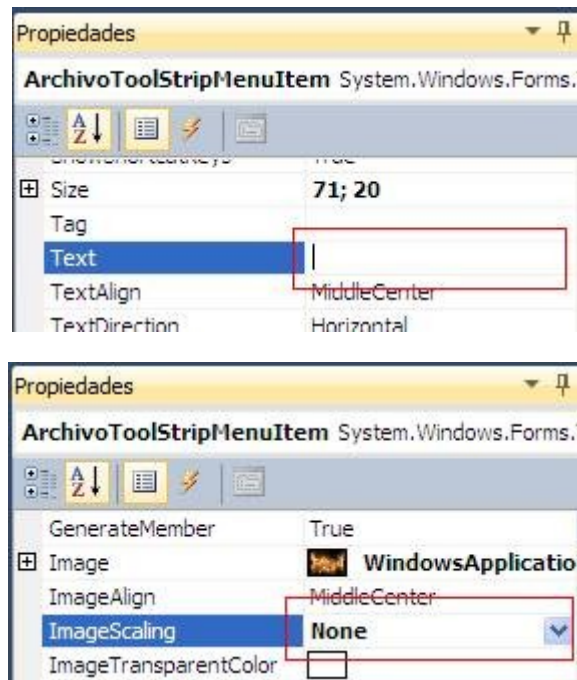 Propiedades
ArchivoToolStripMenuItem System.Windows.Forms.
Size 71; 20
Tag
Text
TextAlign MiddleCenter
TextDirection Horizontal
Propiedades
ArchivoToolStripMenuItem System.Windows.Forms.
GenerateMember True
Image WindowsApplicatio
ImageAlign MiddleCenter
ImageScaling None
ImageTransparentColor